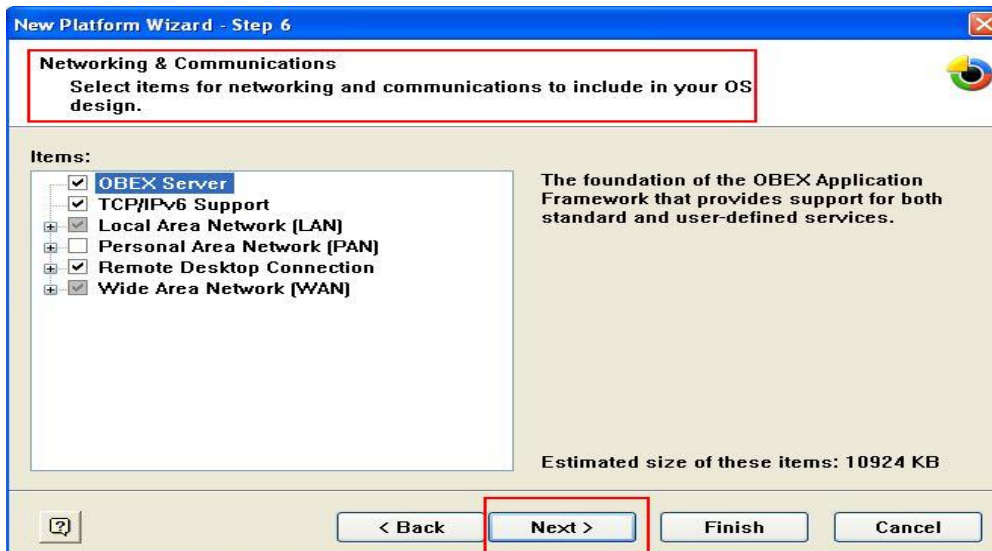 New Platform Wizard - Step 6
Networking & Communications
Select items for networking and communications to include in your OS
design.
Items:
OBEX Server
TCP/IPv6 Support
Local Area Network (LAN)
Personal Area Network (PAN)
Remote Desktop Connection
Wide Area Network (WAN)
The foundation of the OBEX Application
Framework that provides support for both
standard and user-defined services.
Estimated size of these items: 10924 KB
< Back
Next >
Finish
Cancel